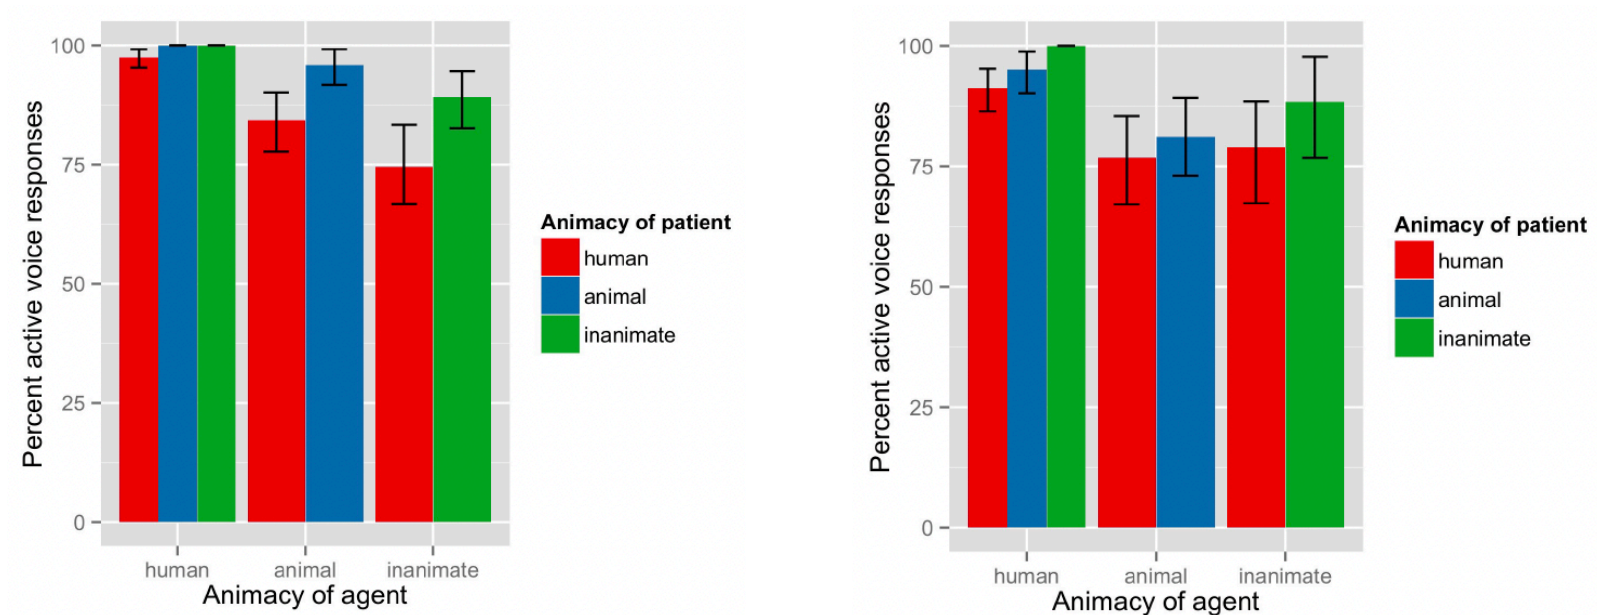 Percent active voice responses
100
75
50
25
0
human animal inanimate
Animacy of agent
Animacy of patient
human
animal
inanimate
Percent active voice responses
100
75
50
25
0
human animal inanimate
Animacy of agent
Animacy of patient
human
animal
inanimate